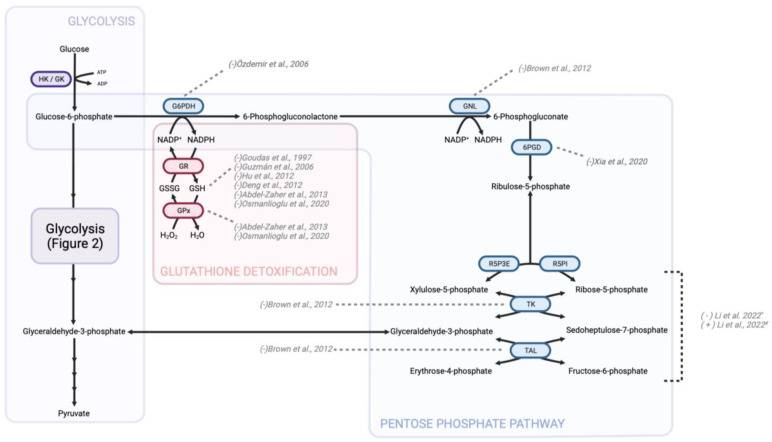 GLYCOLYSIS
Glucose
HK / GK
ATP
ADP
(-)Özdemir et al., 2006
(-)Brown et al., 2012
G6PDH
GNL
Glucose-6-phosphate
6-Phosphogluconolactone
6-Phosphogluconate
NADP⁺
NADPH
NADP⁺
NADPH
6PGD
(-)Xia et al., 2020
GR
(-)Goudas et al., 1997
(-)Guzmán et al., 2006
(-)Hu et al., 2012
(-)Deng et al., 2012
(-)Abdel-Zaher et al., 2013
(-)Osmanlioglu et al., 2020
GSSG
GSH
Ribulose-5-phosphate
GPx
(-)Abdel-Zaher et al., 2013
(-)Osmanlioglu et al., 2020
H₂O₂
H₂O
Glycolysis
(Figure 2)
GLUTATHIONE DETOXIFICATION
R5P3E
R5PI
Xylulose-5-phosphate
Ribose-5-phosphate
(-)Brown et al., 2012
TK
(-) Li et al. 2022
(+) Li et al., 2022
Glyceraldehyde-3-phosphate
Glyceraldehyde-3-phosphate
Sedoheptulose-7-phosphate
(-)Brown et al., 2012
TAL
Erythrose-4-phosphate
Fructose-6-phosphate
Pyruvate
PENTOSE PHOSPHATE PATHWAY